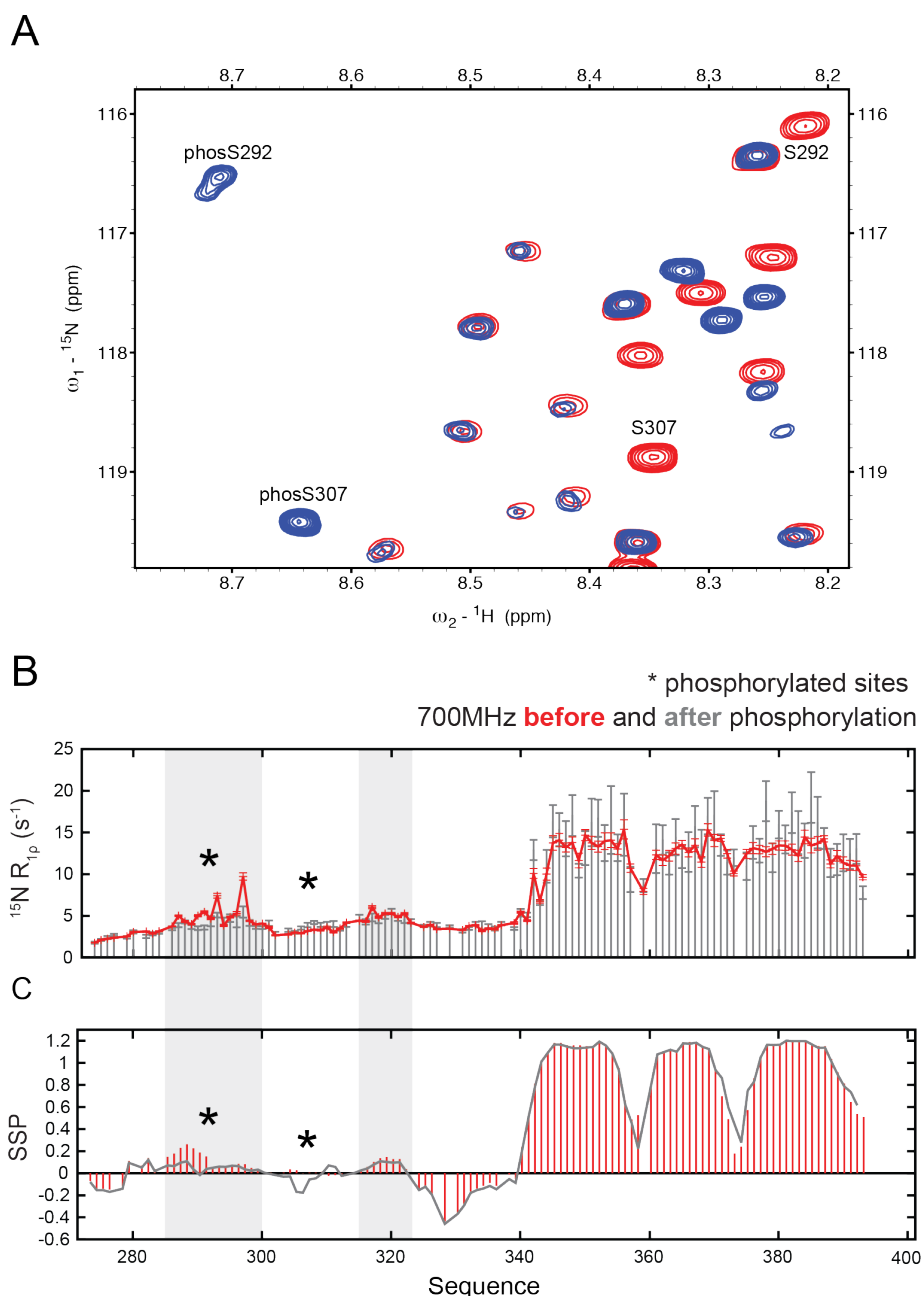 A
8.7 8.6 8.5 8.4 8.3 8.2
116 116
phosS292 S292
117 117
118 118
S307
119 119
phosS307
8.7 8.6 8.5 8.4 8.3 8.2
ω1 - 15N (ppm)
ω2 - 1H (ppm)
B
* phosphorylated sites
700MHz before and after phosphorylation
25
20
15
10
5
0
15N R1ρ (s-1)
* *
C
1.2
1
0.8
0.6
0.4
0.2
0
-0.2
-0.4
-0.6
SSP
* *
280 300 320 340 360 380 400
Sequence